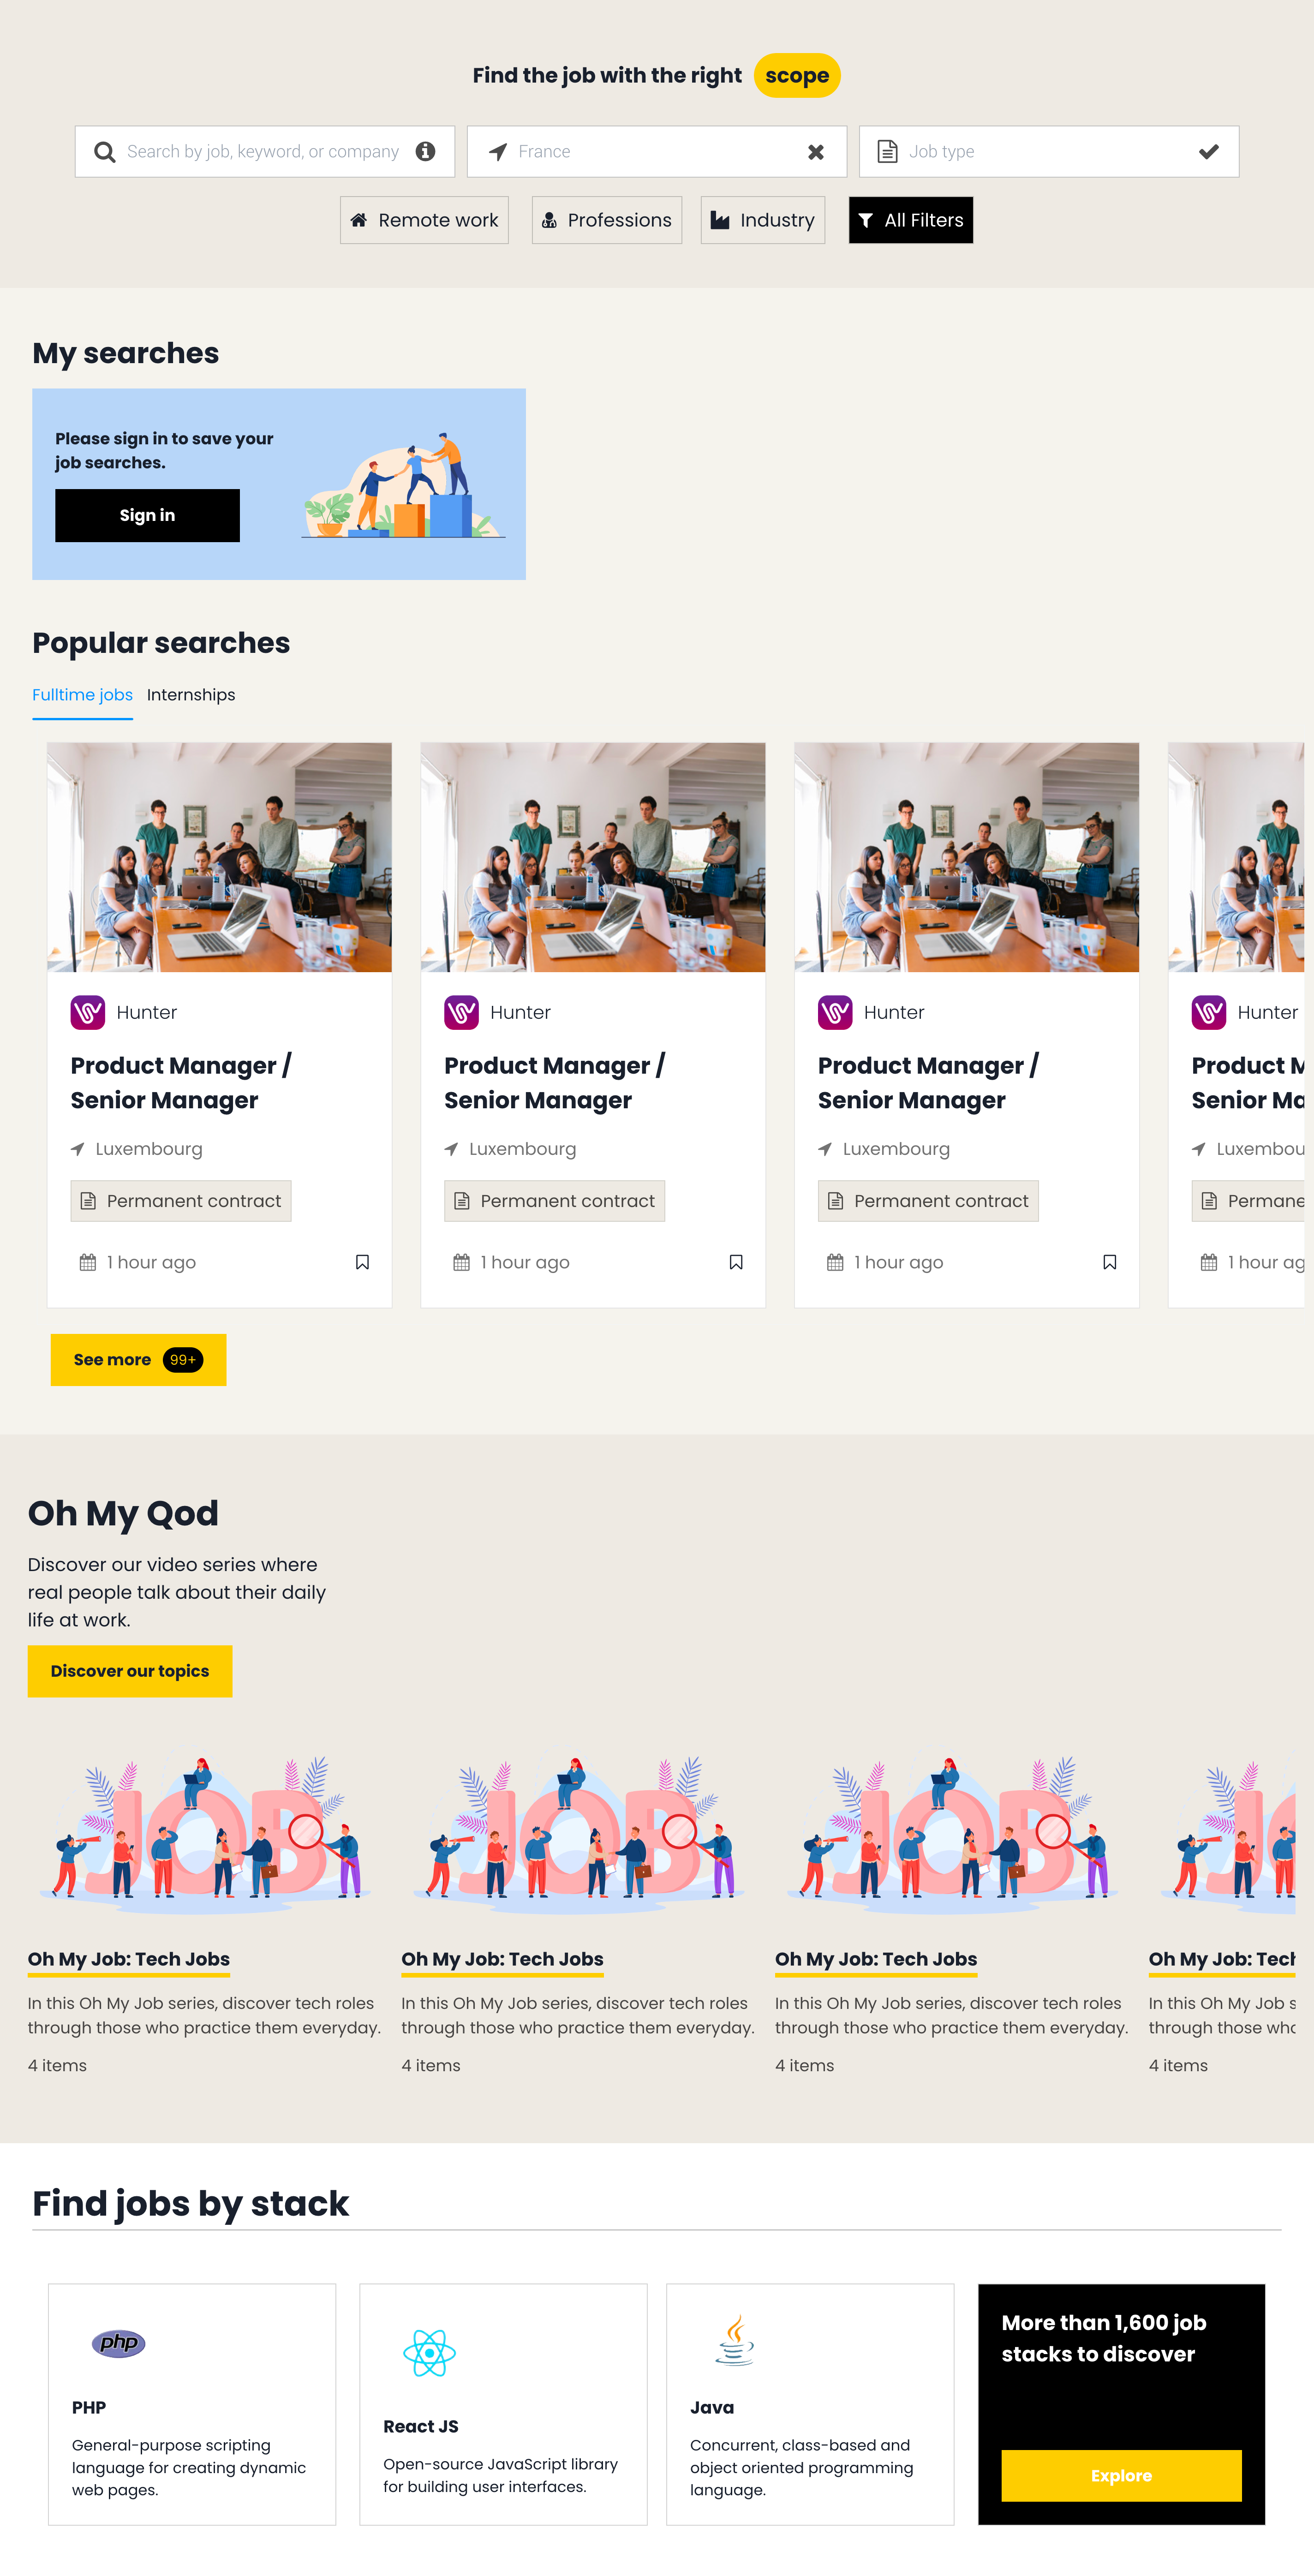 Find the job with the right scope
Search by job, keyword, or company
France
Job type
Remote work
Professions
Industry
All Filters
My searches
Please sign in to save your
job searches.
Sign in
Popular searches
Fulltime jobs
Internships
Hunter
Product Manager /
Senior Manager
Luxembourg
Permanent contract
1 hour ago
Hunter
Product Manager /
Senior Manager
Luxembourg
Permanent contract
1 hour ago
Hunter
Product Manager /
Senior Manager
Luxembourg
Permanent contract
1 hour ago
Hunter
Product M
Senior Ma
Luxembou
Permane
1 hour ag
See more 99+
Oh My Qod
Discover our video series where
real people talk about their daily
life at work.
Discover our topics
JOB
JOB
JOB
Oh My Job: Tech Jobs
In this Oh My Job series, discover tech roles
through those who practice them everyday.
4 items
Oh My Job: Tech Jobs
In this Oh My Job series, discover tech roles
through those who practice them everyday.
4 items
Oh My Job: Tech Jobs
In this Oh My Job series, discover tech roles
through those who practice them everyday.
4 items
Oh My Job: Tech
In this Oh My Job s
through those who
4 items
Find jobs by stack
php
PHP
General-purpose scripting
language for creating dynamic
web pages.
React JS
Open-source JavaScript library
for building user interfaces.
Java
Concurrent, class-based and
object oriented programming
language.
More than 1,600 job
stacks to discover
Explore